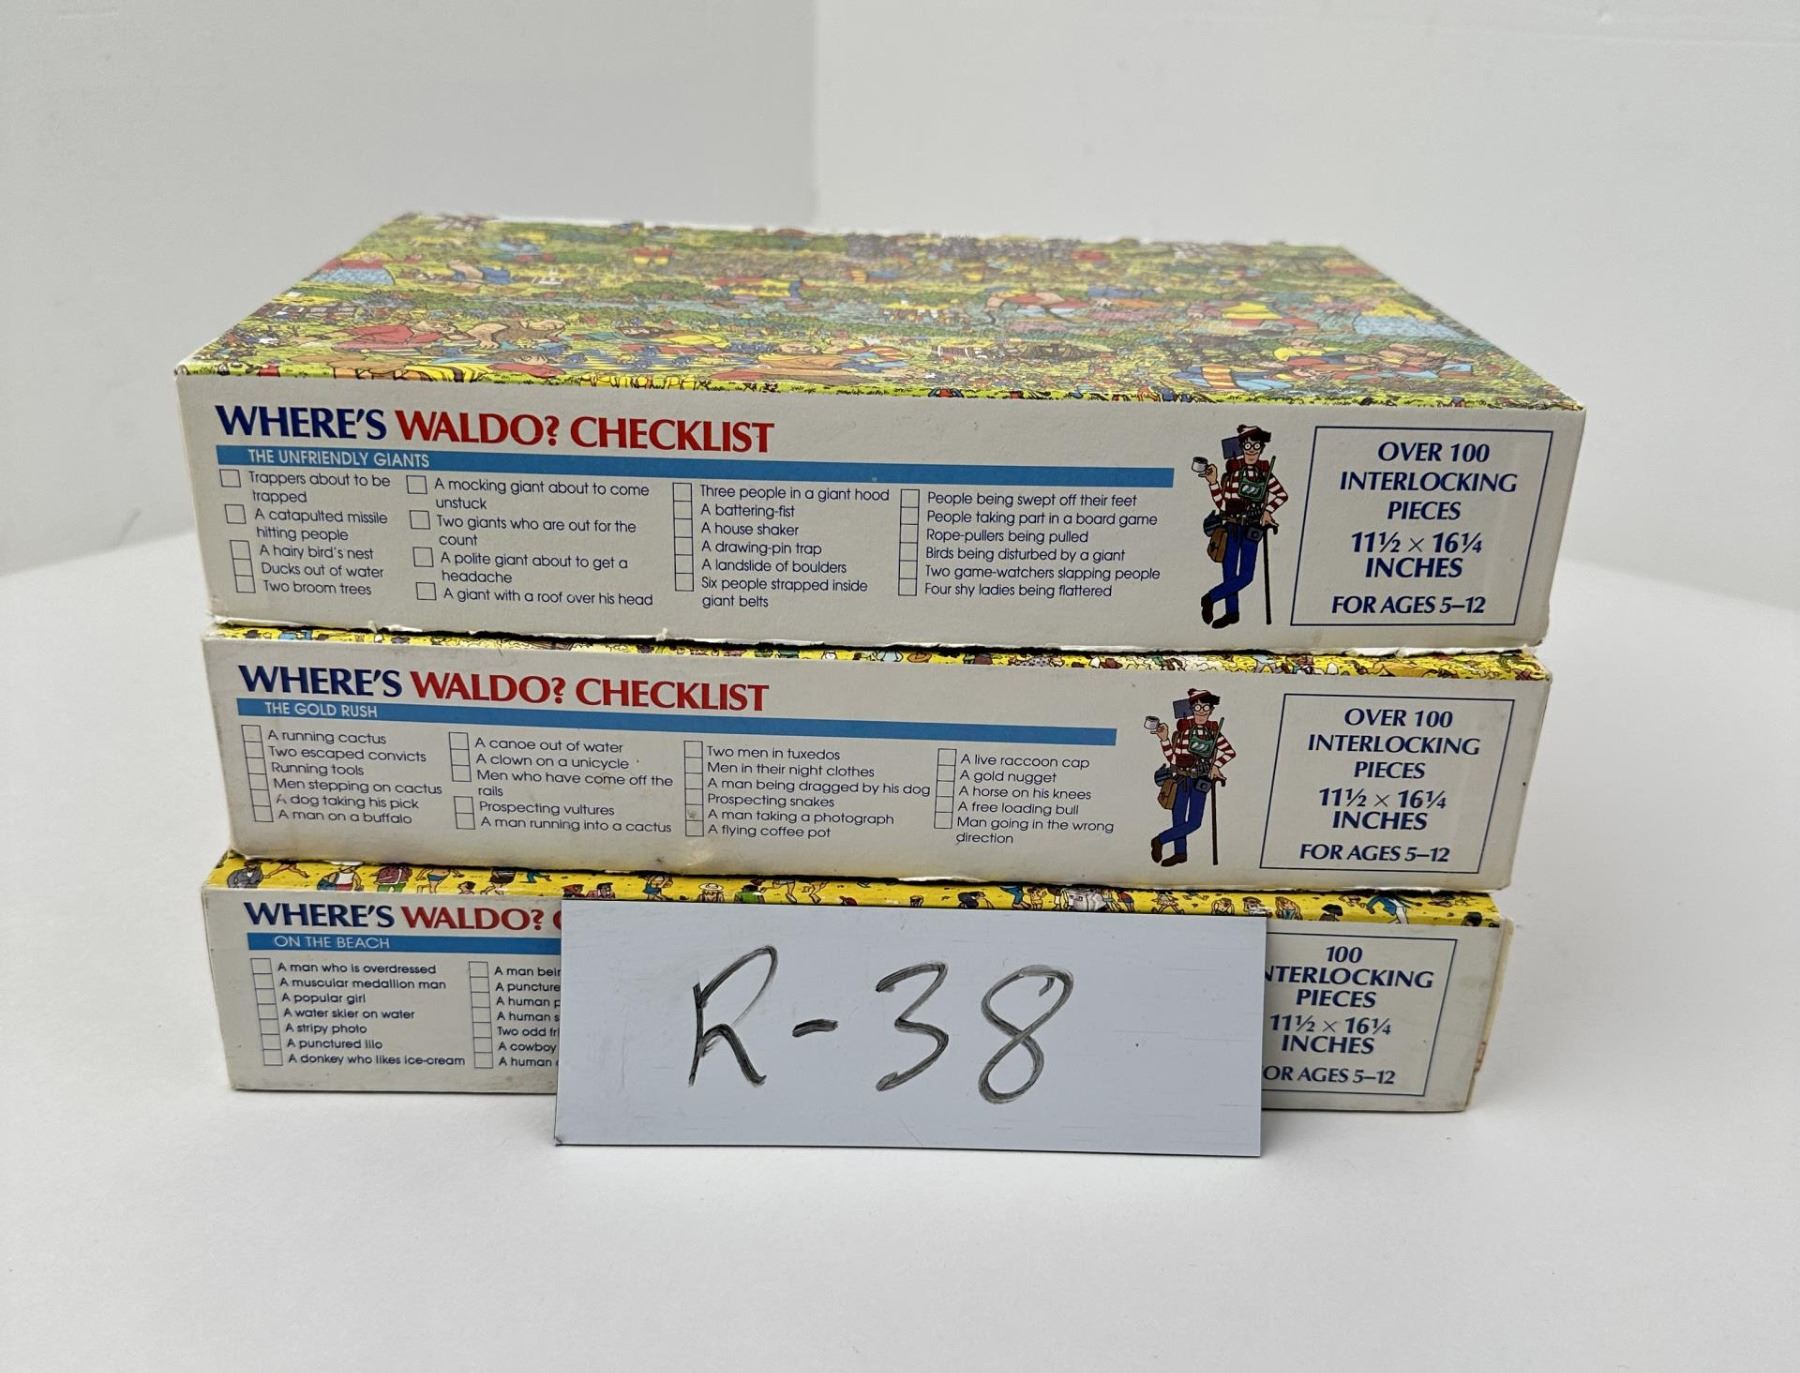 WHERE'S WALDO? CHECKLIST
THE UNFRIENDLY GIANTS
Trappers about to be
trapped
A catapulted missile
hitting people
A hairy bird's nest
Ducks out of water
Two broom trees
A mocking giant about to come
unstuck
Two giants who are out for the
count
A polite giant about to get a
headache
A giant with a roof over his head
Three people in a giant hood
A battering-fist
A house shaker
A drawing-pin trap
A landslide of boulders
Six people strapped inside
giant belts
People being swept off their feet
People taking part in a board game
Rope-pullers being pulled
Birds being disturbed by a giant
Two game-watchers slapping people
Four shy ladies being flattered
OVER 100
INTERLOCKING
PIECES
11½ × 16¼
INCHES
FOR AGES 5–12
WHERE'S WALDO? CHECKLIST
THE GOLD RUSH
A running cactus
Two escaped convicts
Running tools
Men stepping on cactus
A dog taking his pick
A man on a buffalo
A canoe out of water
A clown on a unicycle
Men who have come off the
rails
Prospecting vultures
A man running into a cactus
Two men in tuxedos
Men in their night clothes
A man being dragged by his dog
Prospecting snakes
A man taking a photograph
A flying coffee pot
A live raccoon cap
A gold nugget
A horse on his knees
A free loading bull
Man going in the wrong
direction
OVER 100
INTERLOCKING
PIECES
11½ × 16¼
INCHES
FOR AGES 5–12
WHERE'S WALDO?
ON THE BEACH
A man who is overdressed
A muscular medallion man
A popular girl
A water skier on water
A stripy photo
A punctured lilo
A donkey who likes ice-cream
A man
A
A human
A human
Two odd
A cowboy
A human
100
NTERLOCKING
PIECES
11½ × 16¼
INCHES
OR AGES 5–12
R-38